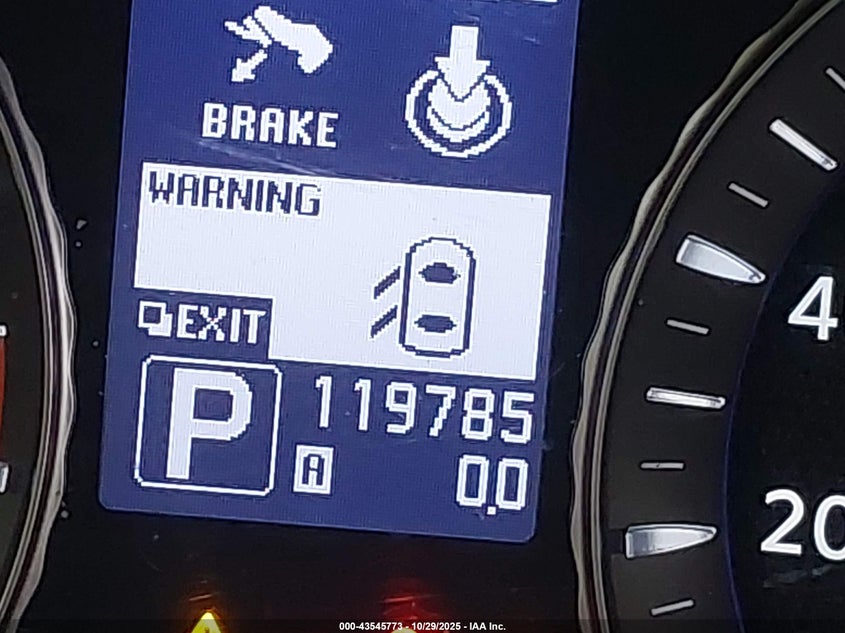 BRAKE
WARNING
EXIT
P
119785
A
0.0
4
20
000-43545773 - 10/29/2025 - IAA Inc.